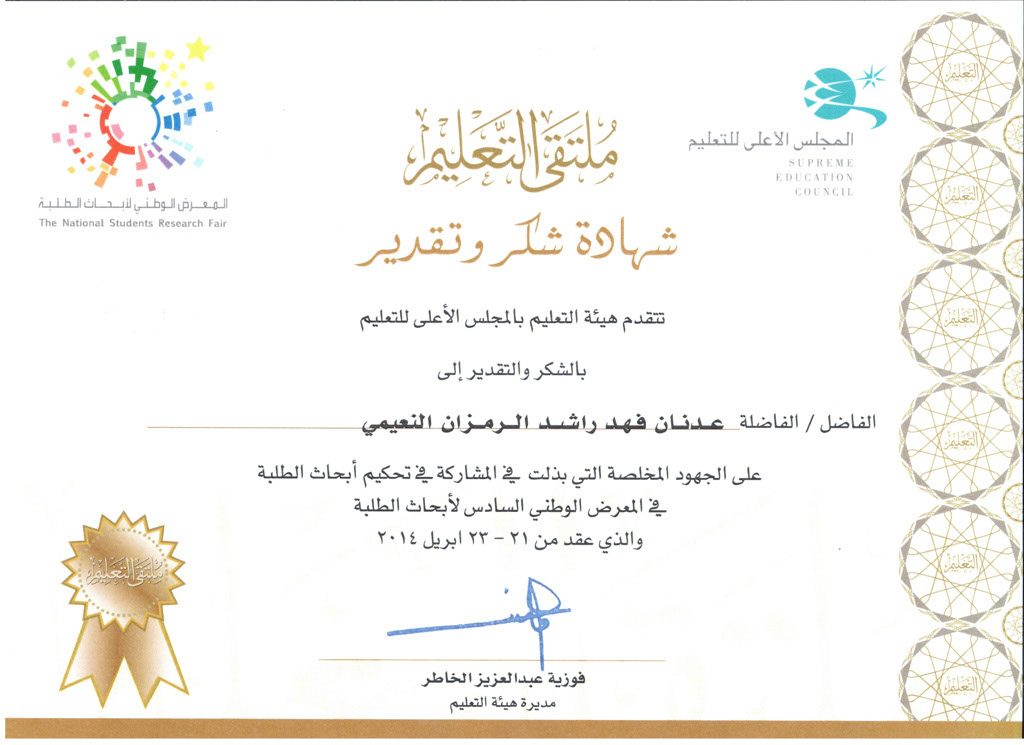 المعرض الوطني لأبحاث الطلبة
The National Students Research Fair
ملتقى التعليم
المجلس الأعلى للتعليم
SUPREME
EDUCATION
COUNCIL
شهادة شكر وتقدير
تتقدم هيئة التعليم بالمجلس الأعلى للتعليم
بالشكر والتقدير إلى
الفاضل / الفاضلة عدنان فهد راشد الرمزان النعيمي
على الجهود المخلصة التي بذلت في المشاركة في تحكيم أبحاث الطلبة
في المعرض الوطني السادس لأبحاث الطلبة
والذي عقد من ٢١ - ٢٣ ابريل ٢٠١٤
ملتقى التعليم
فوزية عبدالعزيز الخاطر
مديرة هيئة التعليم
التعليم
التعليم
التعليم
التعليم
التعليم
التعليم